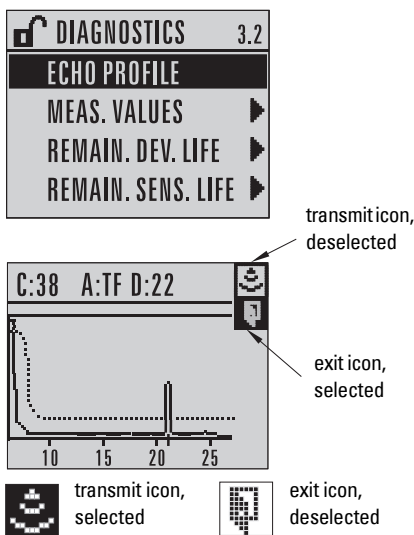 DIAGNOSTICS 3.2
ECHO PROFILE
MEAS. VALUES
REMAIN. DEV. LIFE
REMAIN. SENS. LIFE
transmit icon,
deselected
C:38 A:TF D:22
exit icon,
selected
10 15 20 25
transmit icon,
selected
exit icon,
deselected